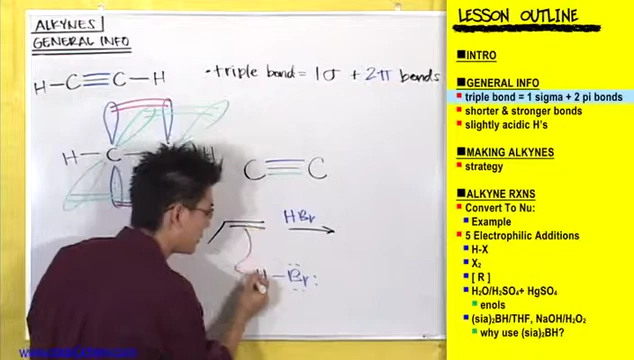 ALKYNES
GENERAL INFO
H-C≡C-H
·triple bond = 1σ + 2π bonds
H-C
H
C≡C
HBr
H-Br:
LESSON OUTLINE
■INTRO
■GENERAL INFO
triple bond = 1 sigma + 2 pi bonds
shorter & stronger bonds
slightly acidic H's
■MAKING ALKYNES
strategy
■ALKYNE RXNS
Convert To Nu:
Example
5 Electrophilic Additions
H-X
X₂
[ R ]
H₂O/H₂SO₄+ HgSO₄
enols
(sia)₂BH/THF, NaOH/H₂O₂
why use (sia)₂BH?